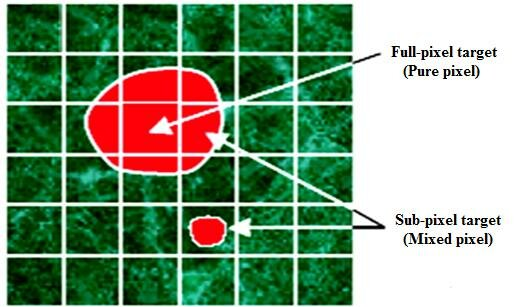 Full-pixel target
(Pure pixel)
Sub-pixel target
(Mixed pixel)